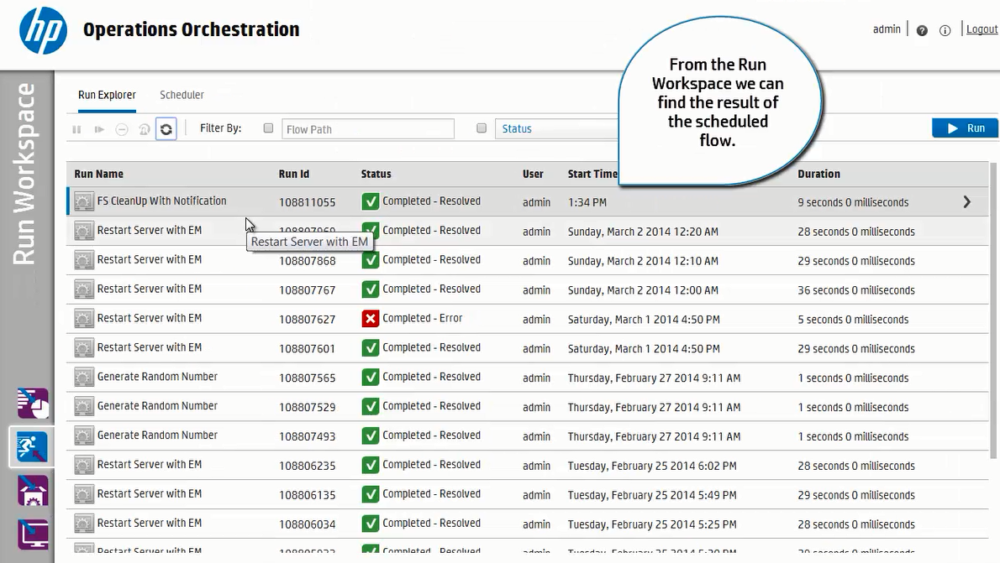 hp
Operations Orchestration
admin
?
i
Logout
From the Run
Workspace we can
find the result of
the scheduled
flow.
Run Workspace
Run Explorer
Scheduler
Filter By:
Flow Path
Status
Run
Run Name Run Id Status User Start Time Duration
FS CleanUp With Notification 108811055 Completed - Resolved admin 1:34 PM 9 seconds 0 milliseconds
Restart Server with EM Completed - Resolved admin Sunday, March 2 2014 12:20 AM 28 seconds 0 milliseconds
Restart Server with EM
Restart Server with EM 108807868 Completed - Resolved admin Sunday, March 2 2014 12:10 AM 29 seconds 0 milliseconds
Restart Server with EM 108807767 Completed - Resolved admin Sunday, March 2 2014 12:00 AM 36 seconds 0 milliseconds
Restart Server with EM 108807627 Completed - Error admin Saturday, March 1 2014 4:50 PM 5 seconds 0 milliseconds
Restart Server with EM 108807601 Completed - Resolved admin Saturday, March 1 2014 4:50 PM 29 seconds 0 milliseconds
Generate Random Number 108807565 Completed - Resolved admin Thursday, February 27 2014 9:11 AM 1 seconds 0 milliseconds
Generate Random Number 108807529 Completed - Resolved admin Thursday, February 27 2014 9:11 AM 1 seconds 0 milliseconds
Generate Random Number 108807493 Completed - Resolved admin Thursday, February 27 2014 9:11 AM 1 seconds 0 milliseconds
Restart Server with EM 108806235 Completed - Resolved admin Tuesday, February 25 2014 6:02 PM 28 seconds 0 milliseconds
Restart Server with EM 108806135 Completed - Resolved admin Tuesday, February 25 2014 5:49 PM 29 seconds 0 milliseconds
Restart Server with EM 108806034 Completed - Resolved admin Tuesday, February 25 2014 5:25 PM 28 seconds 0 milliseconds
Restart Server with EM Completed - Resolved admin